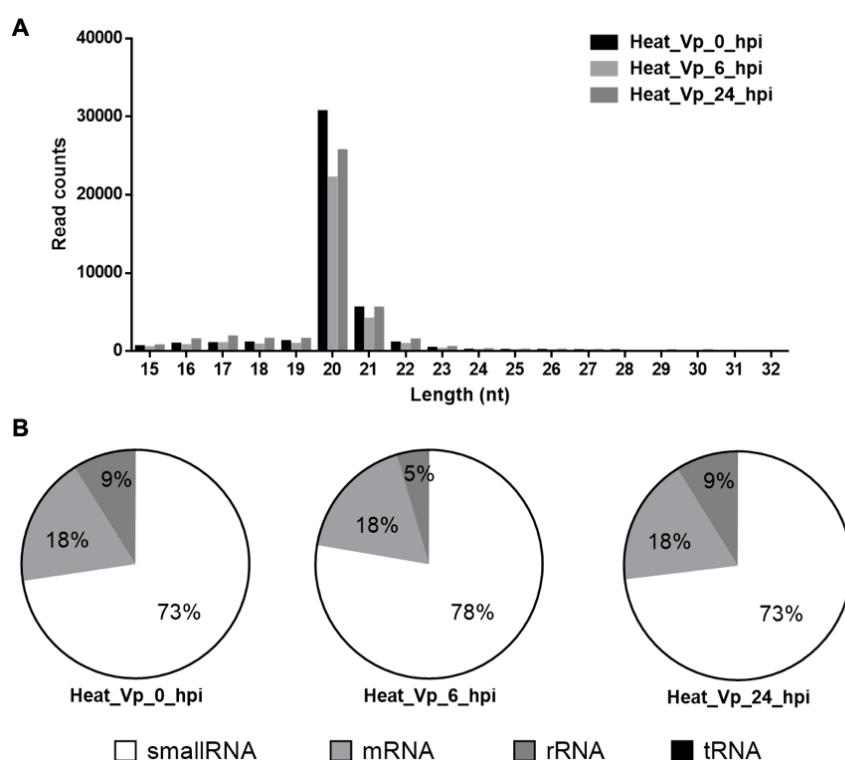 A
40000
30000
20000
10000
0
Read counts
Heat_Vp_0_hpi
Heat_Vp_6_hpi
Heat_Vp_24_hpi
15 16 17 18 19 20 21 22 23 24 25 26 27 28 29 30 31 32
Length (nt)
B
9% 18% 73%
5% 18% 78%
9% 18% 73%
Heat_Vp_0_hpi Heat_Vp_6_hpi Heat_Vp_24_hpi
smallRNA mRNA rRNA tRNA